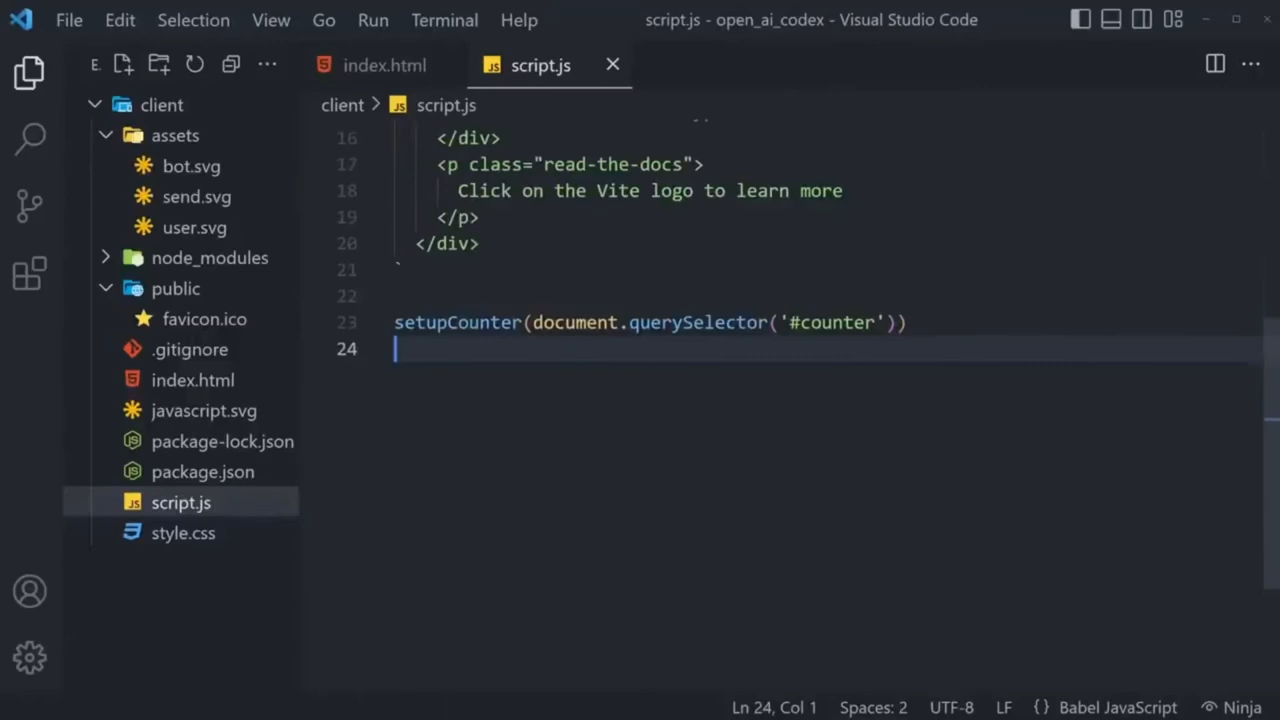 File Edit Selection View Go Run Terminal Help script.js - open_ai_codex - Visual Studio Code
E.
index.html
script.js
client
client > script.js
assets
bot.svg
send.svg
user.svg
node_modules
public
favicon.ico
.gitignore
index.html
javascript.svg
package-lock.json
package.json
script.js
style.css
16 </div>
17 <p class="read-the-docs">
18 Click on the Vite logo to learn more
19 </p>
20 </div>
21 `
22
23 setupCounter(document.querySelector('#counter'))
24
Ln 24, Col 1 Spaces: 2 UTF-8 LF {} Babel JavaScript Ninja